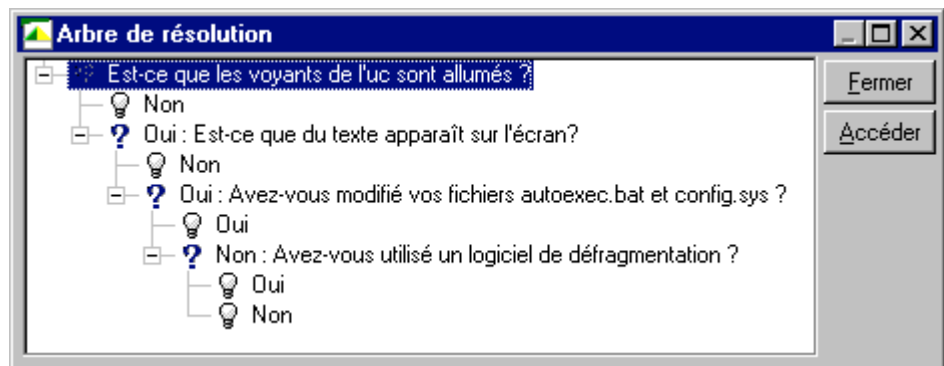 Arbre de résolution
Est-ce que les voyants de l'uc sont allumés ?
Fermer
Non
Oui : Est-ce que du texte apparaît sur l'écran?
Accéder
Non
Oui : Avez-vous modifié vos fichiers autoexec.bat et config.sys ?
Oui
Non : Avez-vous utilisé un logiciel de défragmentation ?
Oui
Non